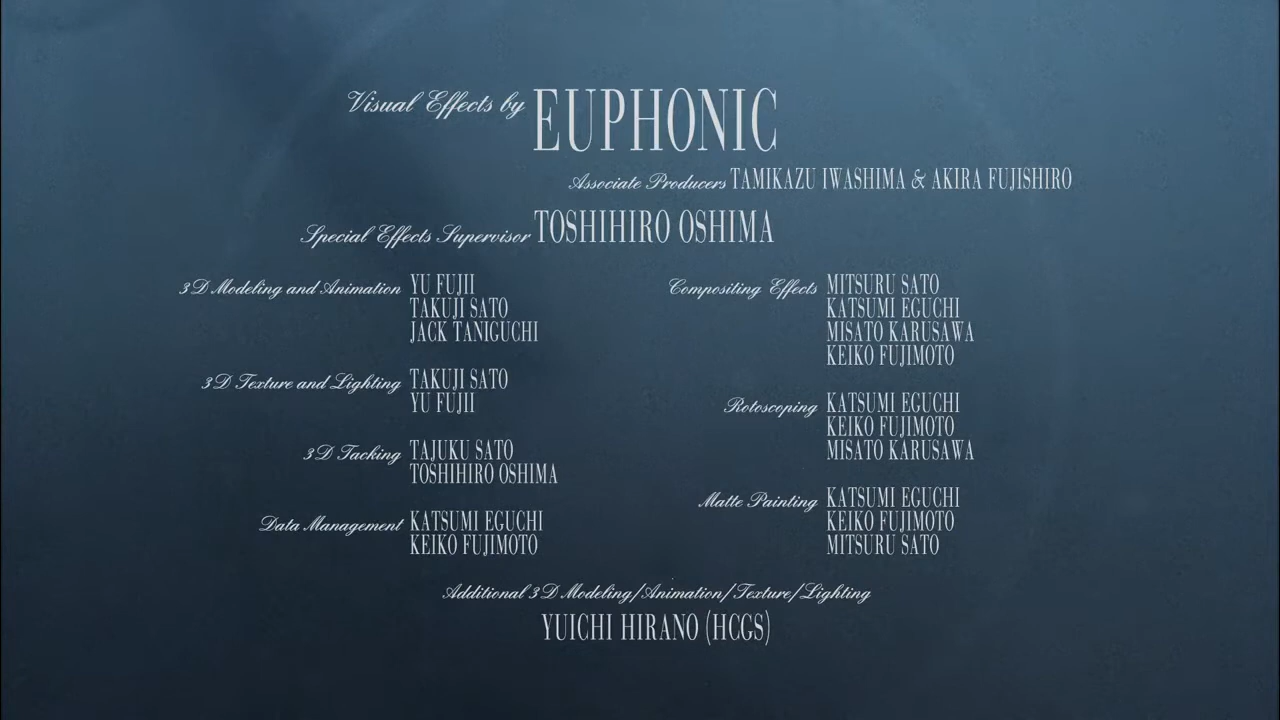 Visual Effects by EUPHONIC
Associate Producers TAMIKAZU IWASHIMA & AKIRA FUJISHIRO
Special Effects Supervisor TOSHIHIRO OSHIMA
3D Modeling and Animation YU FUJII
TAKUJI SATO
JACK TANIGUCHI
3D Texture and Lighting TAKUJI SATO
YU FUJII
3D Tacking TAJUKU SATO
TOSHIHIRO OSHIMA
Data Management KATSUMI EGUCHI
KEIKO FUJIMOTO
Compositing Effects MITSURU SATO
KATSUMI EGUCHI
MISATO KARUSAWA
KEIKO FUJIMOTO
Rotoscoping KATSUMI EGUCHI
KEIKO FUJIMOTO
MISATO KARUSAWA
Matte Painting KATSUMI EGUCHI
KEIKO FUJIMOTO
MITSURU SATO
Additional 3D Modeling/Animation/Texture/Lighting
YUICHI HIRANO (HCGS)